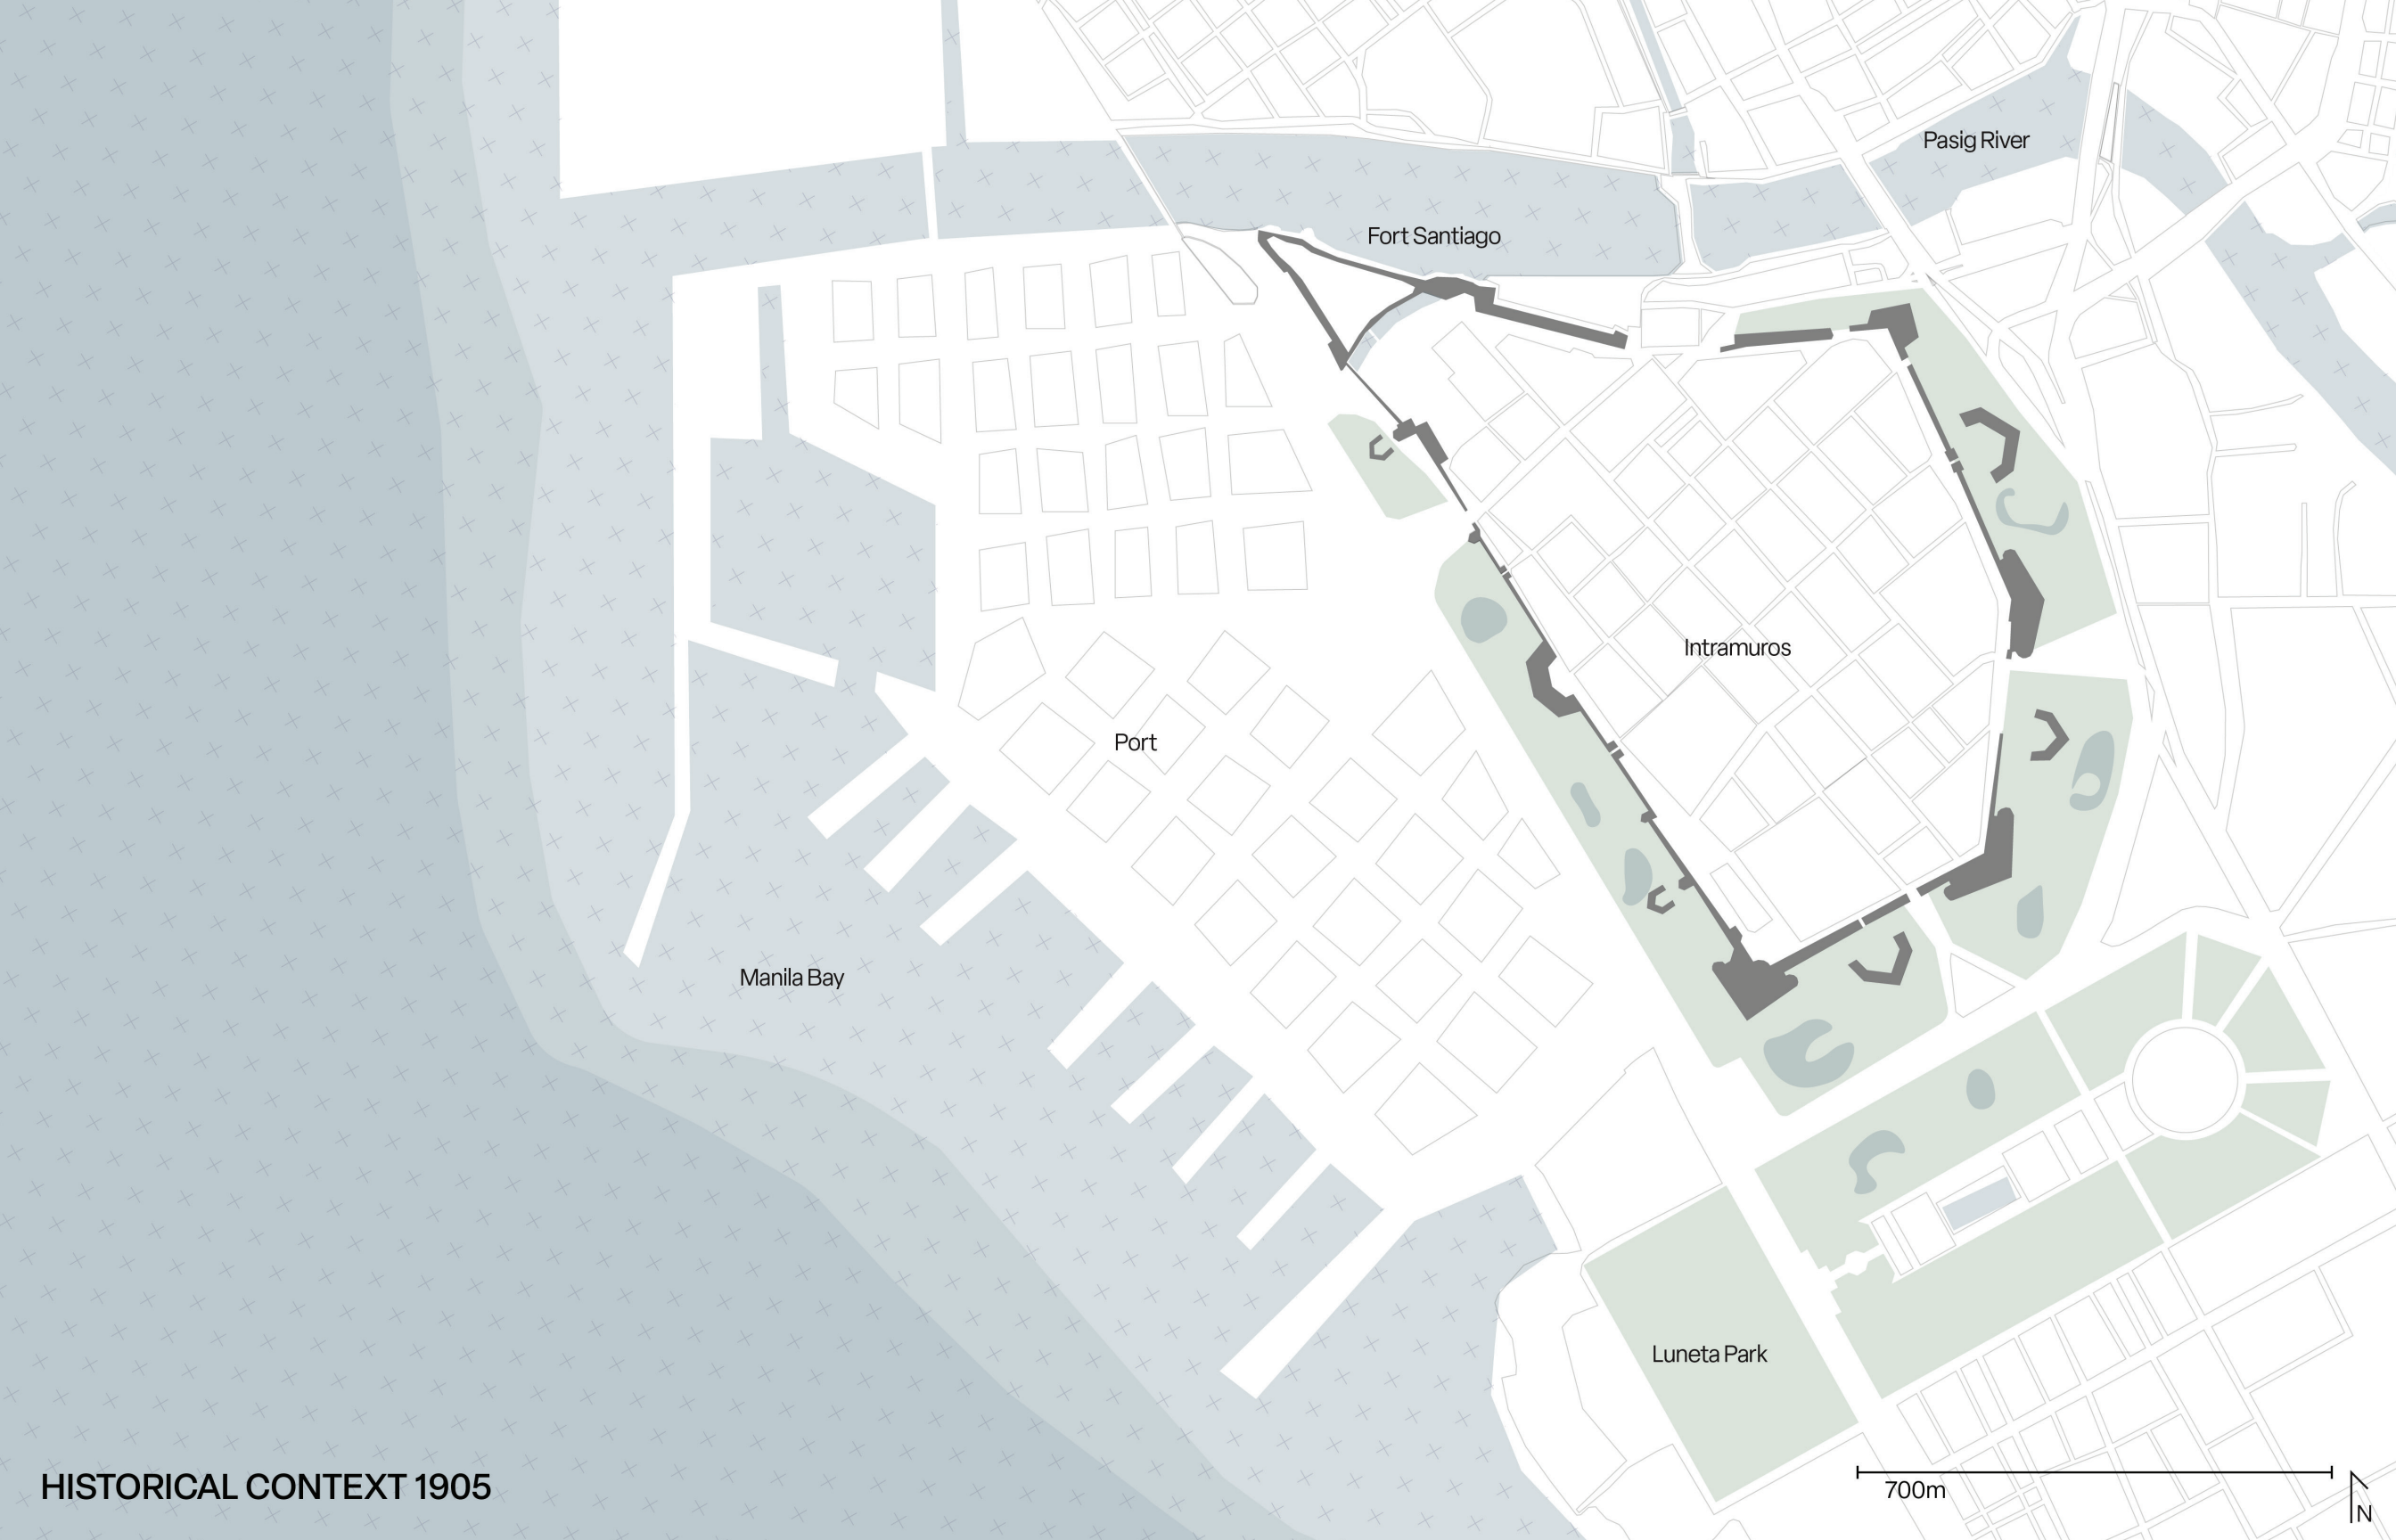 Pasig River
Fort Santiago
Intramuros
Port
Manila Bay
Luneta Park
HISTORICAL CONTEXT 1905
700m
N